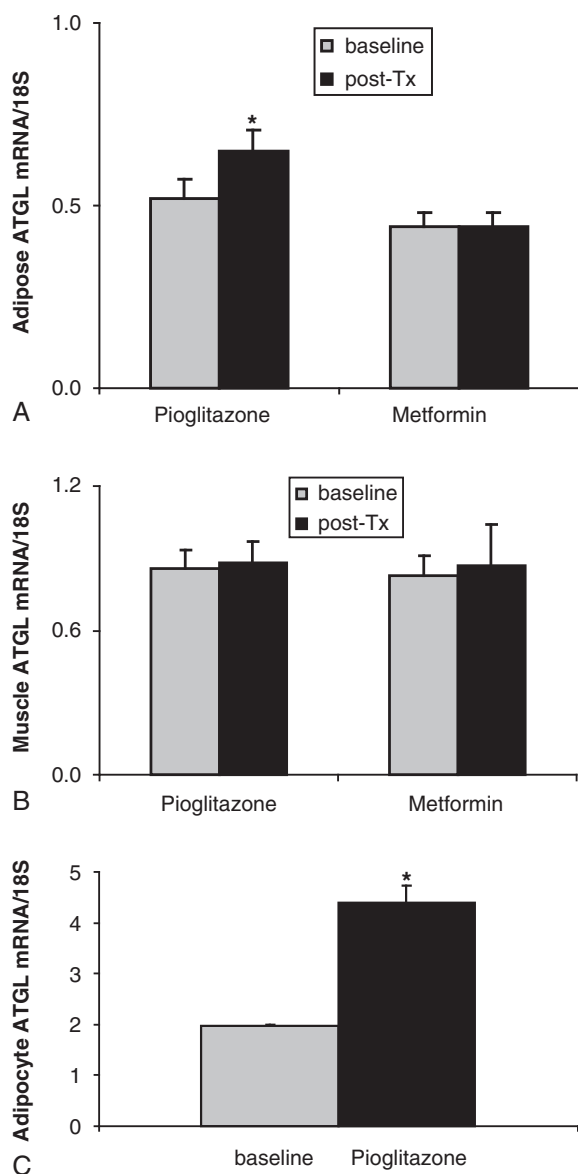 1.0
baseline
post-Tx
*
0.5
0.0
Adipose ATGL mRNA/18S
Pioglitazone Metformin
A
1.2
baseline
post-Tx
0.6
0.0
Muscle ATGL mRNA/18S
Pioglitazone Metformin
B
5
*
4
3
2
1
0
Adipocyte ATGL mRNA/18S
baseline Pioglitazone
C